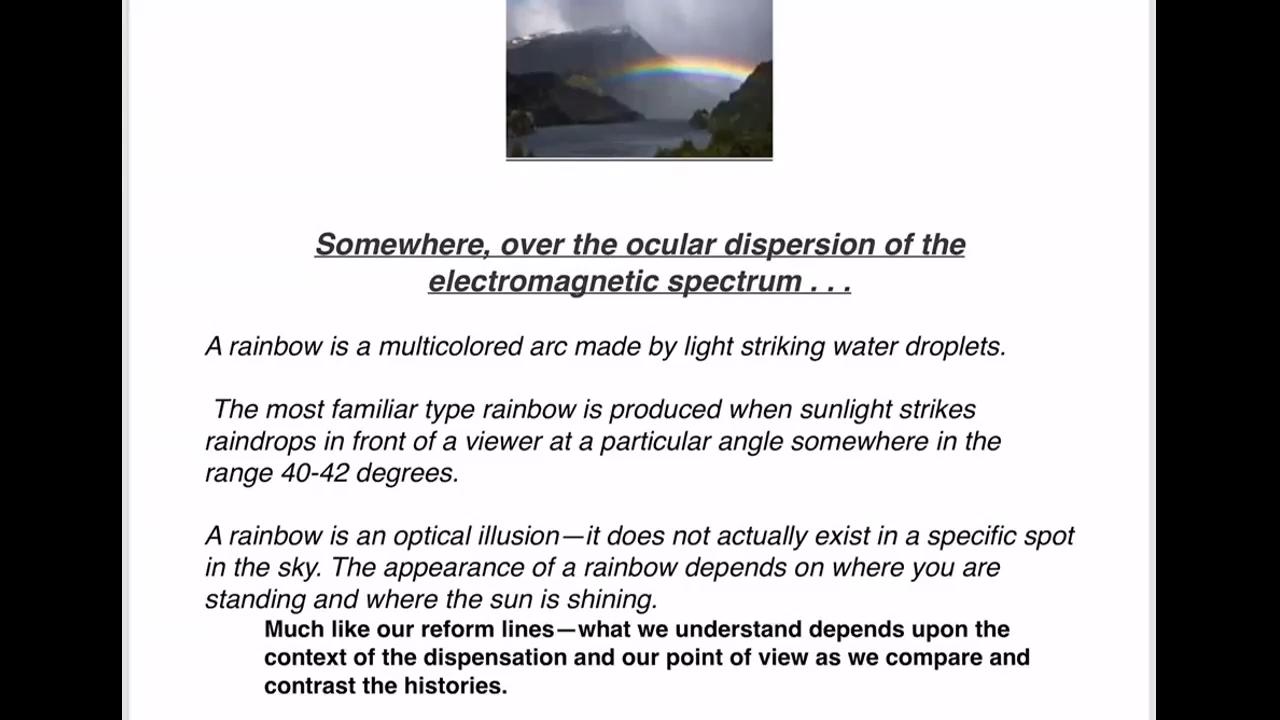 Somewhere, over the ocular dispersion of the
electromagnetic spectrum . . .
A rainbow is a multicolored arc made by light striking water droplets.
The most familiar type rainbow is produced when sunlight strikes
raindrops in front of a viewer at a particular angle somewhere in the
range 40-42 degrees.
A rainbow is an optical illusion—it does not actually exist in a specific spot
in the sky. The appearance of a rainbow depends on where you are
standing and where the sun is shining.
Much like our reform lines—what we understand depends upon the
context of the dispensation and our point of view as we compare and
contrast the histories.